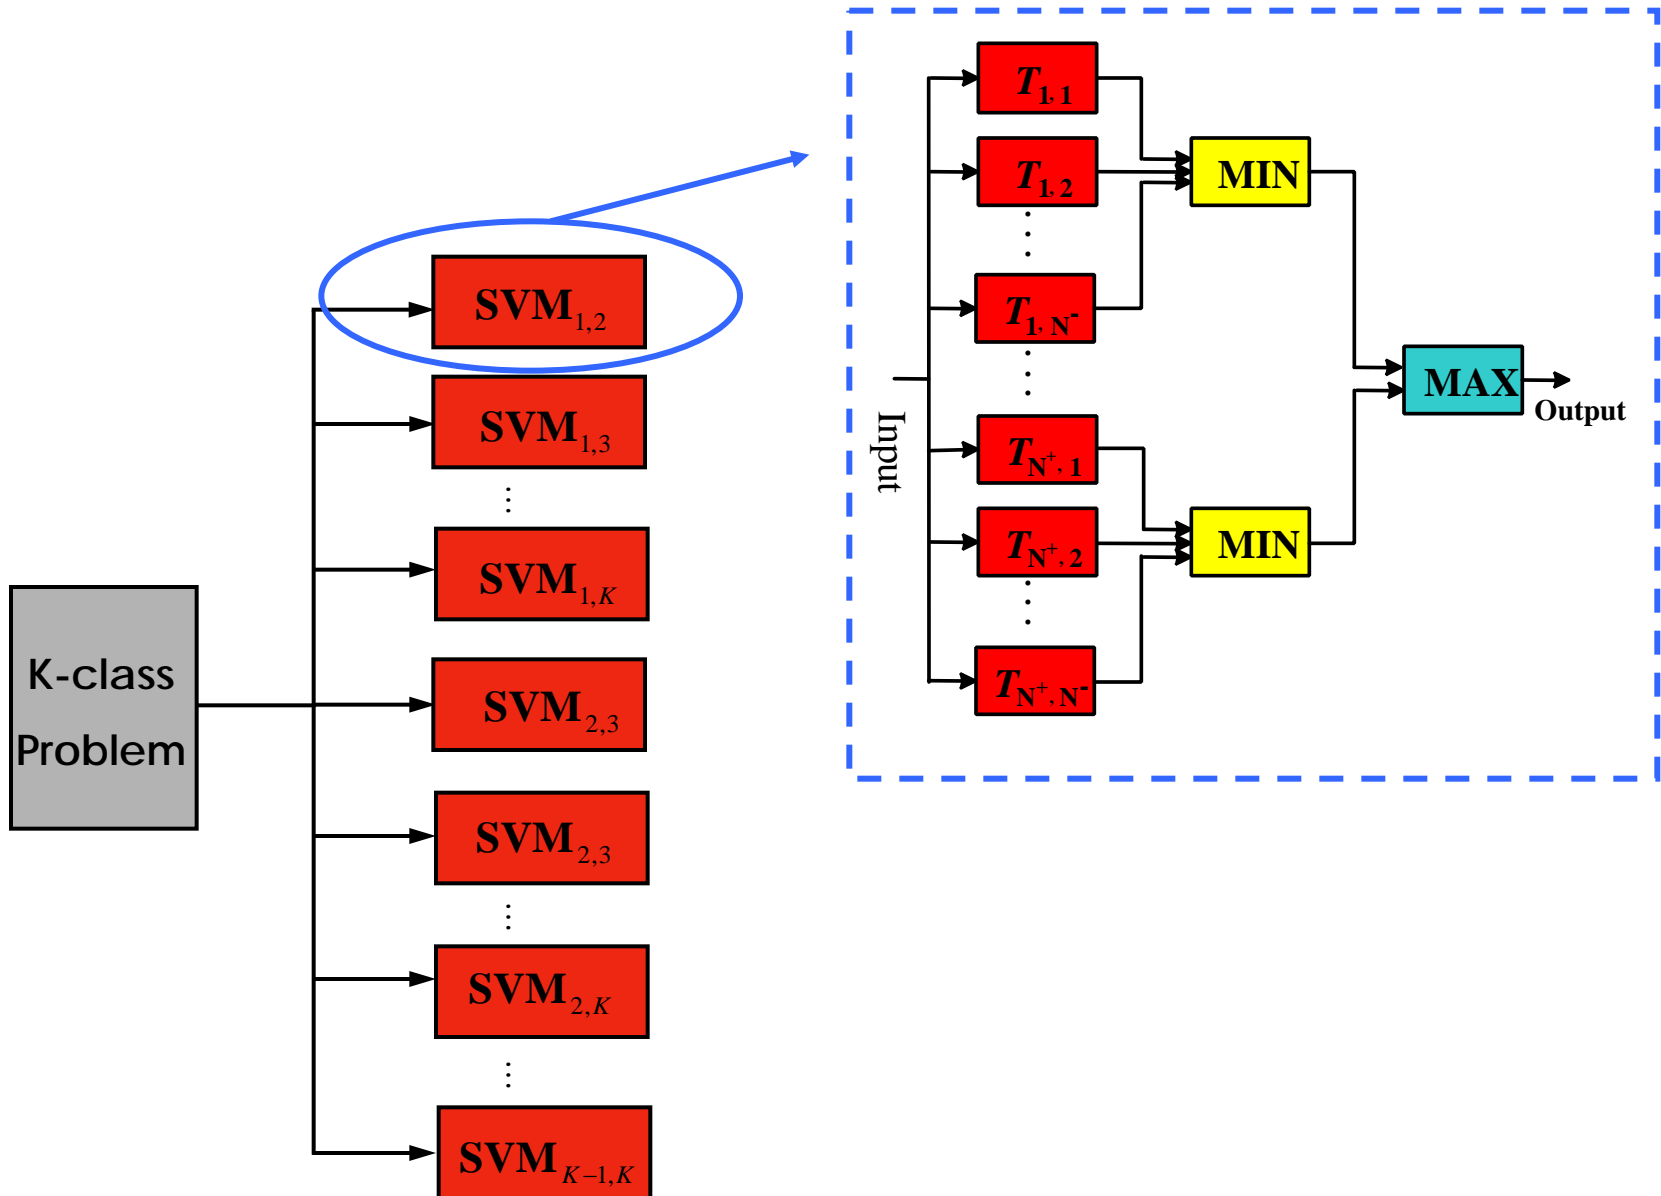 K-class
Problem
SVM1,2
SVM1,3
⋮
SVM1,K
SVM2,3
SVM2,3
⋮
SVM2,K
⋮
SVMK−1,K
Input
T1,1
T1,2
⋮
T1,N-
⋮
TN+,1
TN+,2
⋮
TN+,N-
MIN
MIN
MAX
Output